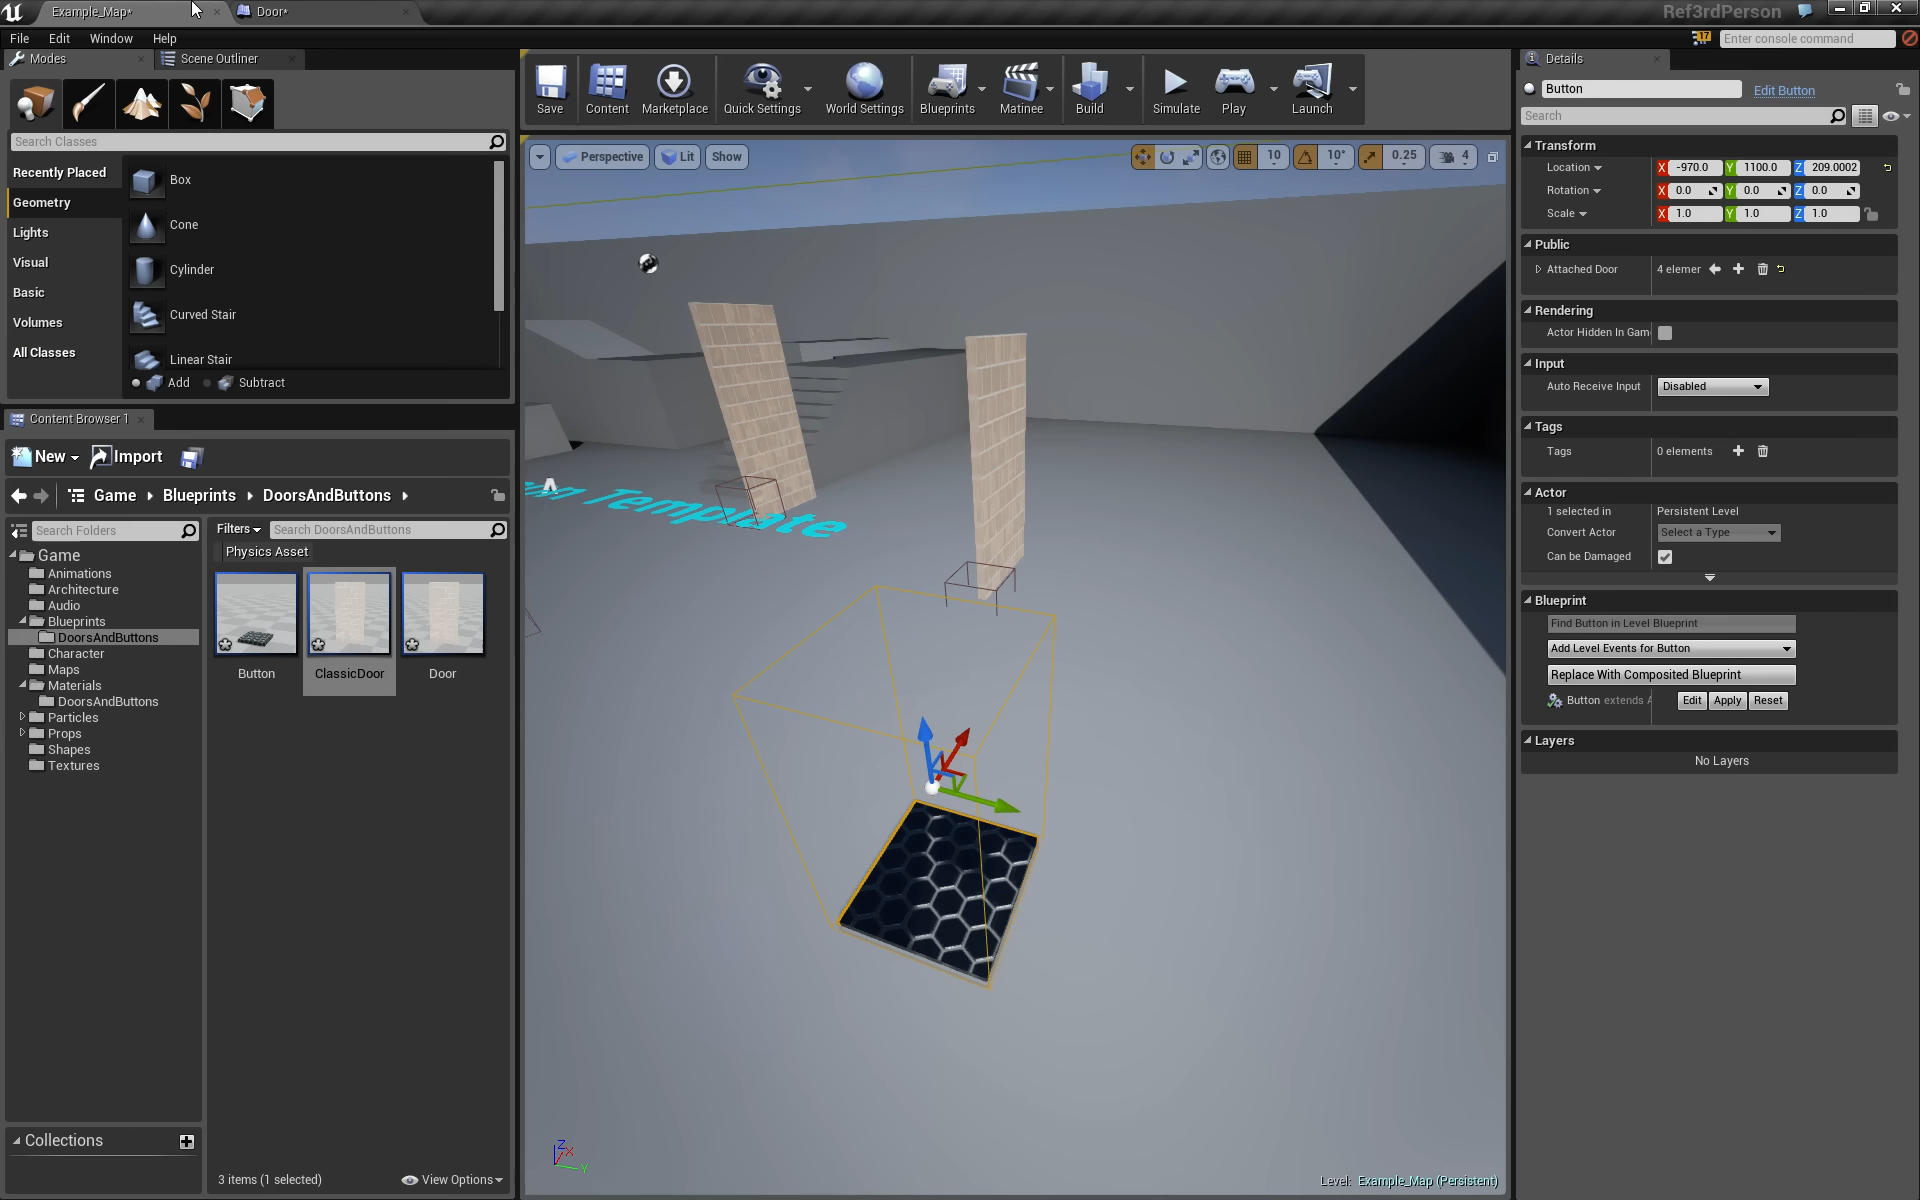 Example_Map*
Door*
Ref3rdPerson
File
Edit
Window
Help
17
Enter console command
Modes
Scene Outliner
Search Classes
Recently Placed
Geometry
Lights
Visual
Basic
Volumes
All Classes
Box
Cone
Cylinder
Curved Stair
Linear Stair
Add
Subtract
Save
Content
Marketplace
Quick Settings
World Settings
Blueprints
Matinee
Build
Simulate
Play
Launch
Perspective
Lit
Show
10
10°
0.25
4
Template
Z
X
Y
Level: Example_Map (Persistent)
Content Browser 1
New
Import
Game
Blueprints
DoorsAndButtons
Search Folders
Game
Animations
Architecture
Audio
Blueprints
DoorsAndButtons
Character
Maps
Materials
DoorsAndButtons
Particles
Props
Shapes
Textures
Collections
Filters
Search DoorsAndButtons
Physics Asset
Button
ClassicDoor
Door
3 items (1 selected)
View Options
Details
Button
Edit Button
Search
Transform
Location X -970.0 Y 1100.0 Z 209.0002
Rotation X 0.0 Y 0.0 Z 0.0
Scale X 1.0 Y 1.0 Z 1.0
Public
Attached Door 4 elemer
Rendering
Actor Hidden In Gam
Input
Auto Receive Input Disabled
Tags
Tags 0 elements
Actor
1 selected in Persistent Level
Convert Actor Select a Type
Can be Damaged
Blueprint
Find Button in Level Blueprint
Add Level Events for Button
Replace With Composited Blueprint
Button extends A Edit Apply Reset
Layers
No Layers